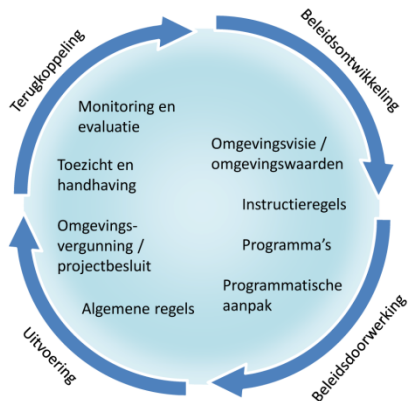 Terugkoppeling
Beleidsontwikkeling
Monitoring en
evaluatie
Toezicht en
handhaving
Omgevings-
vergunning /
projectbesluit
Algemene regels
Omgevingsvisie /
omgevingswaarden
Instructieregels
Programma’s
Programmatische
aanpak
Uitvoering
Beleidsdoorwerking